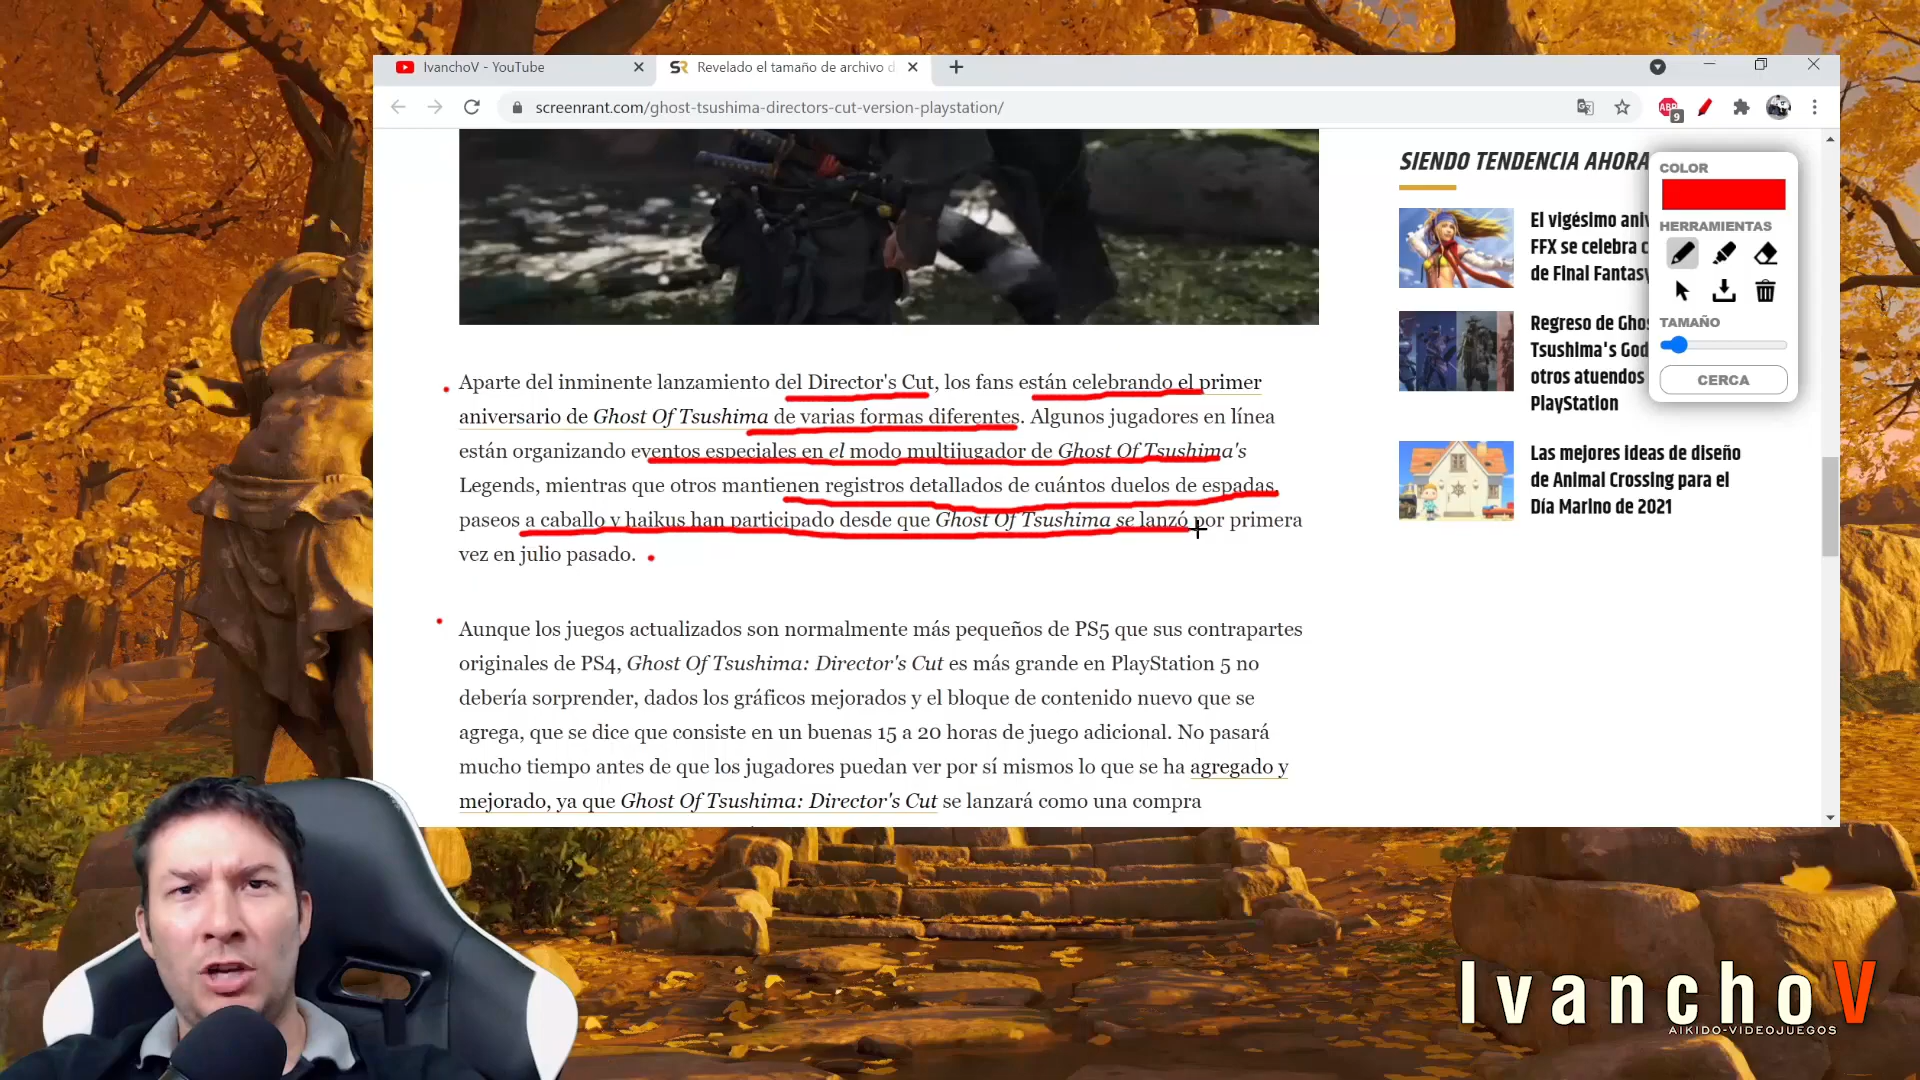 IvanchoV - YouTube
SR Revelado el tamaño de archivo d
screenrant.com/ghost-tsushima-directors-cut-version-playstation/
ABP
9
SIENDO TENDENCIA AHORA
El vigésimo aniv
FFX se celebra c
de Final Fantasy
Regreso de Ghos
Tsushima's God
otros atuendos
PlayStation
Las mejores ideas de diseño
de Animal Crossing para el
Día Marino de 2021
COLOR
HERRAMIENTAS
TAMAÑO
CERCA
Aparte del inminente lanzamiento del Director's Cut, los fans están celebrando el primer
aniversario de Ghost Of Tsushima de varias formas diferentes. Algunos jugadores en línea
están organizando eventos especiales en el modo multijugador de Ghost Of Tsushima's
Legends, mientras que otros mantienen registros detallados de cuántos duelos de espadas,
paseos a caballo y haikus han participado desde que Ghost Of Tsushima se lanzó por primera
vez en julio pasado.
Aunque los juegos actualizados son normalmente más pequeños de PS5 que sus contrapartes
originales de PS4, Ghost Of Tsushima: Director's Cut es más grande en PlayStation 5 no
debería sorprender, dados los gráficos mejorados y el bloque de contenido nuevo que se
agrega, que se dice que consiste en un buenas 15 a 20 horas de juego adicional. No pasará
mucho tiempo antes de que los jugadores puedan ver por sí mismos lo que se ha agregado y
mejorado, ya que Ghost Of Tsushima: Director's Cut se lanzará como una compra
IvanchoV
AIKIDO-VIDEOJUEGOS